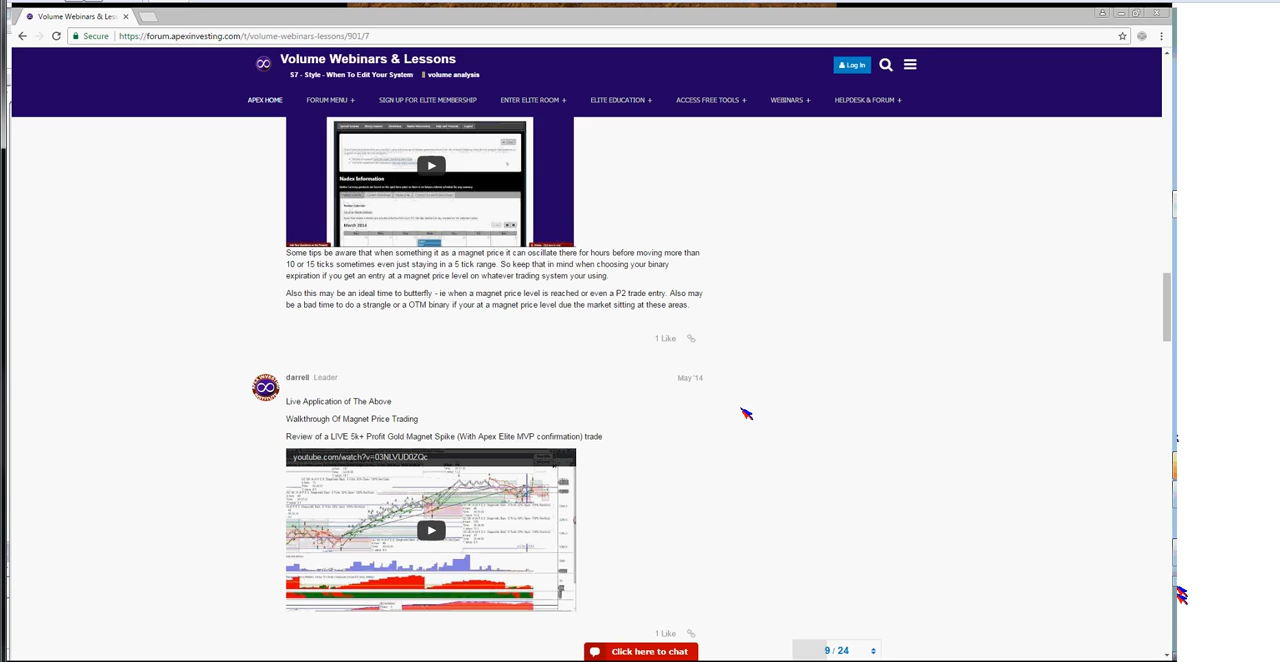 Volume Webinars & Les
Secure https://forum.apexinvesting.com/t/volume-webinars-lessons/901/7
Volume Webinars & Lessons
S7 - Style - When To Edit Your System volume analysis
Log In
APEX HOME FORUM MENU + SIGN UP FOR ELITE MEMBERSHIP ENTER ELITE ROOM + ELITE EDUCATION + ACCESS FREE TOOLS + WEBINARS + HELPDESK & FORUM +
Nadex Information
March 2014
Some tips be aware that when something it as a magnet price it can oscillate there for hours before moving more than
10 or 15 ticks sometimes even just staying in a 5 tick range. So keep that in mind when choosing your binary
expiration if you get an entry at a magnet price level on whatever trading system your using.
Also this may be an ideal time to butterfly - ie when a magnet price level is reached or even a P2 trade entry. Also may
be a bad time to do a strangle or a OTM binary if your at a magnet price level due the market sitting at these areas.
1 Like
darrell Leader May '14
Live Application of The Above
Walkthrough Of Magnet Price Trading
Review of a LIVE 5k+ Profit Gold Magnet Spike (With Apex Elite MVP confirmation) trade
youtube.com/watch?v=03NLVUD0ZQc
1 Like
Click here to chat
9 / 24